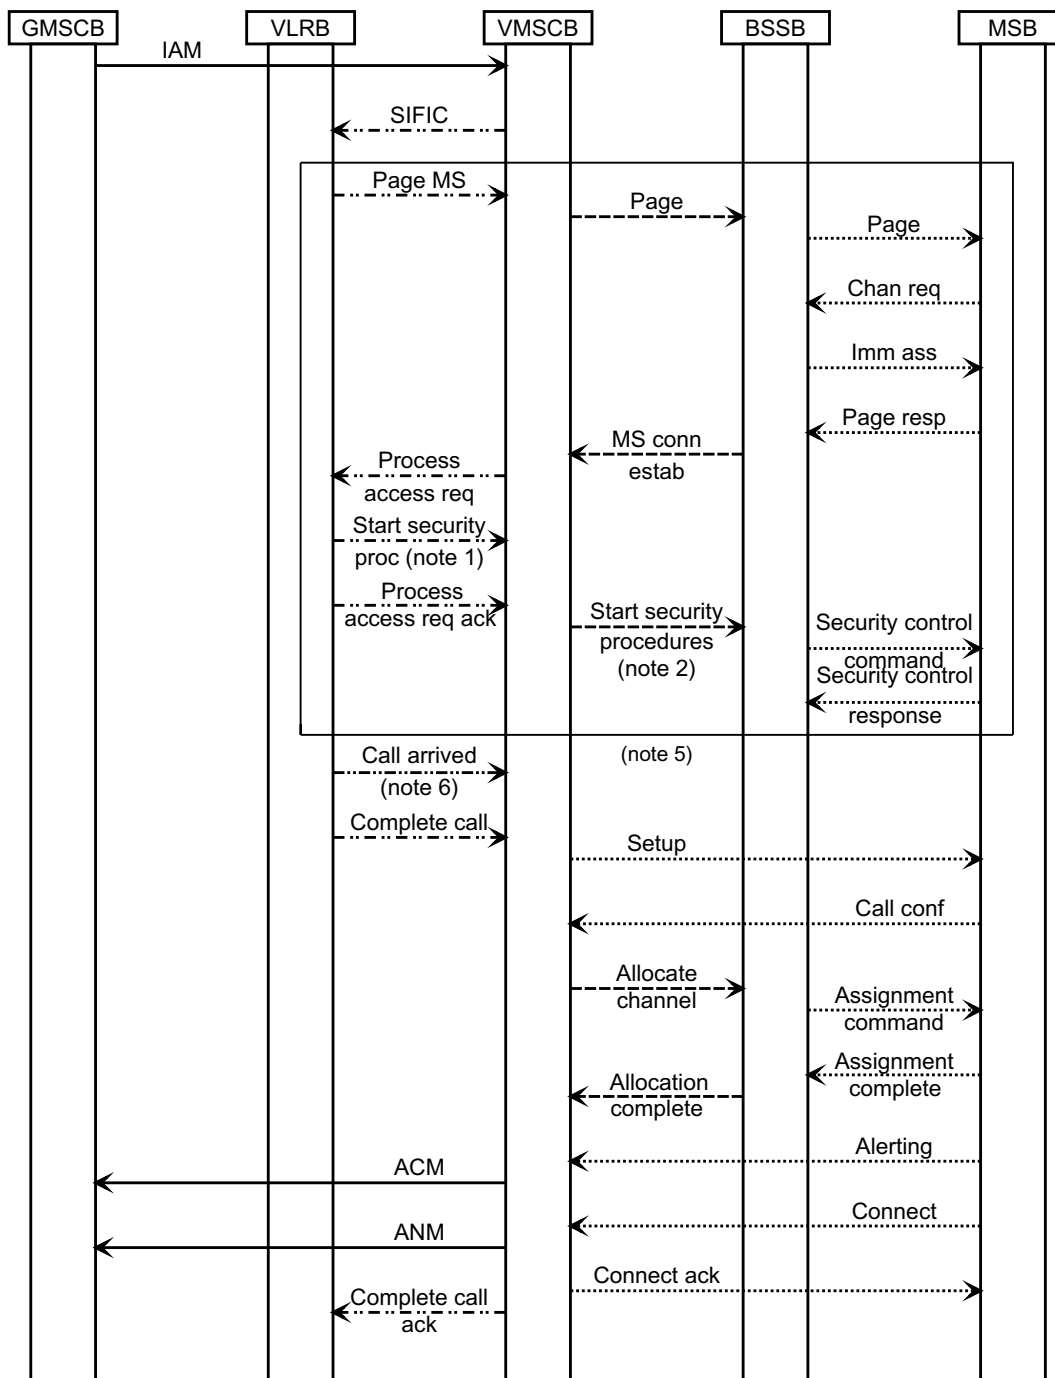 GMSCB
VLRB
VMSCB
BSSB
MSB
IAM
SIFIC
Page MS
Page
Page
Chan req
Imm ass
Page resp
MS conn
estab
Process
access req
Start security
proc (note 1)
Process
access req ack
Start security
procedures
(note 2)
Security control
command
Security control
response
(note 5)
Call arrived
(note 6)
Complete call
Setup
Call conf
Allocate
channel
Assignment
command
Assignment
complete
Allocation
complete
Alerting
ACM
Connect
ANM
Connect ack
Complete call
ack